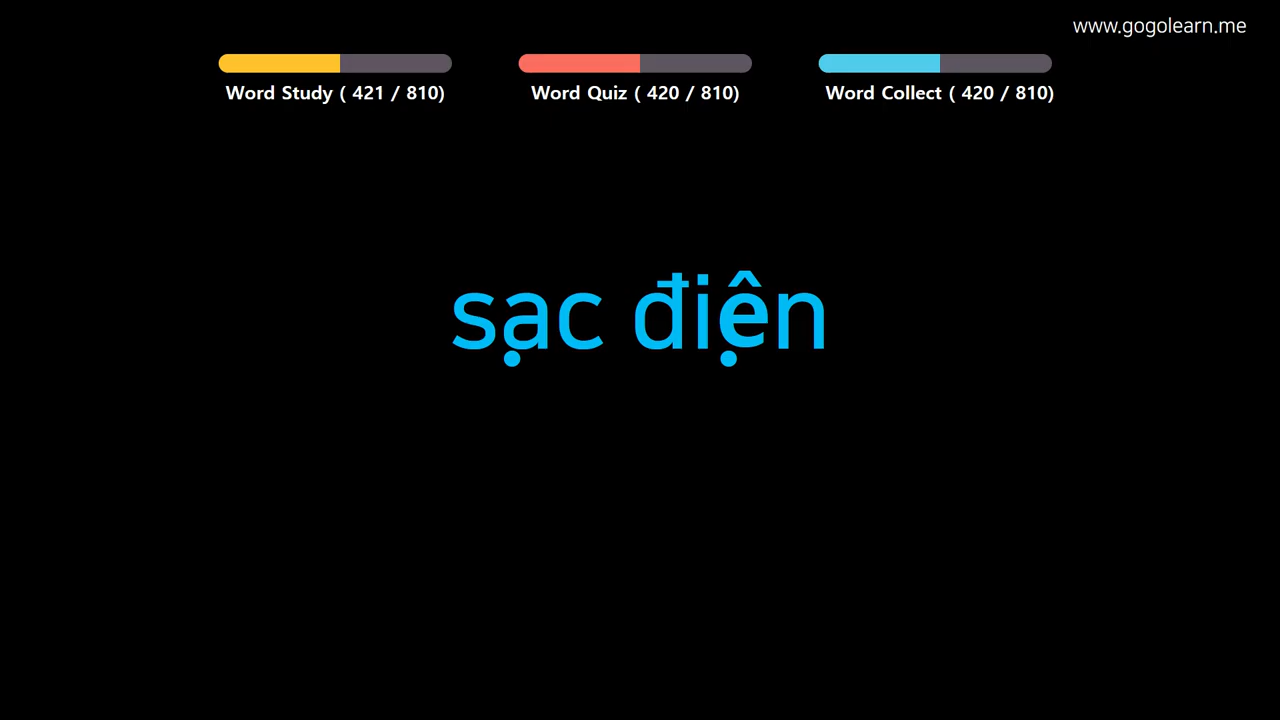 www.gogolearn.me
Word Study ( 421 / 810)
Word Quiz ( 420 / 810)
Word Collect ( 420 / 810)
sạc điện